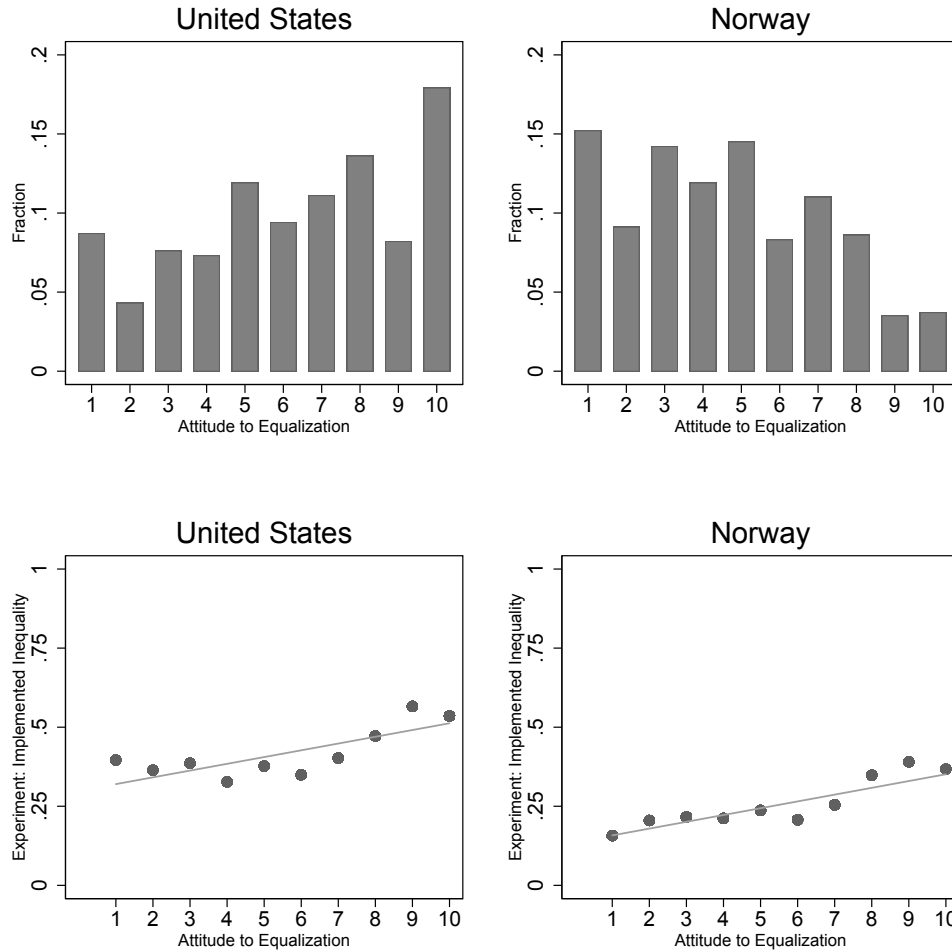 United States
Fraction
.2
.15
.1
.05
0
1 2 3 4 5 6 7 8 9 10
Attitude to Equalization
Norway
Fraction
.2
.15
.1
.05
0
1 2 3 4 5 6 7 8 9 10
Attitude to Equalization
United States
Experiment: Implemented Inequality
1
.75
.5
.25
0
1 2 3 4 5 6 7 8 9 10
Attitude to Equalization
Norway
Experiment: Implemented Inequality
1
.75
.5
.25
0
1 2 3 4 5 6 7 8 9 10
Attitude to Equalization